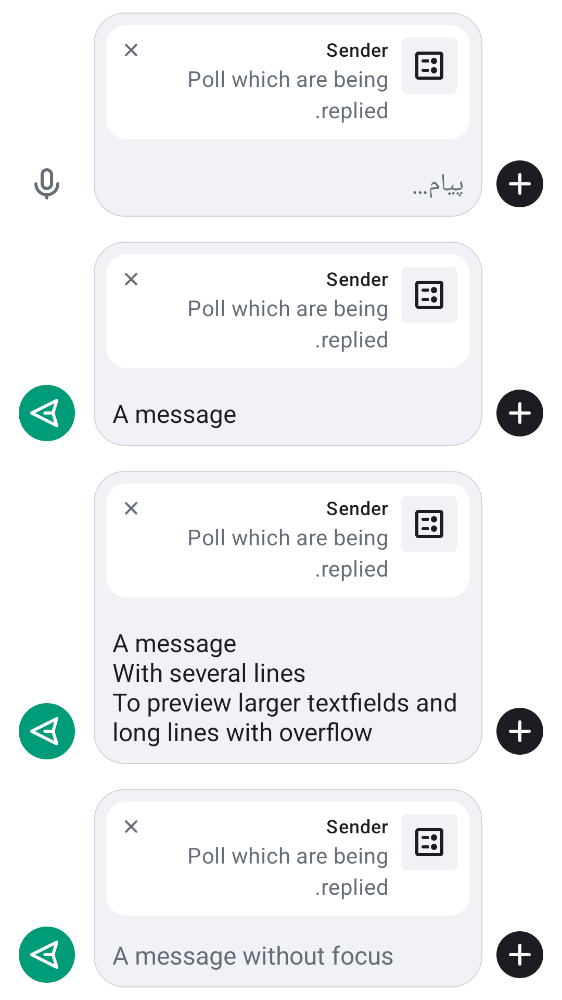 Sender
Poll which are being
.replied
پیام…
Sender
Poll which are being
.replied
A message
Sender
Poll which are being
.replied
A message
With several lines
To preview larger textfields and
long lines with overflow
Sender
Poll which are being
.replied
A message without focus